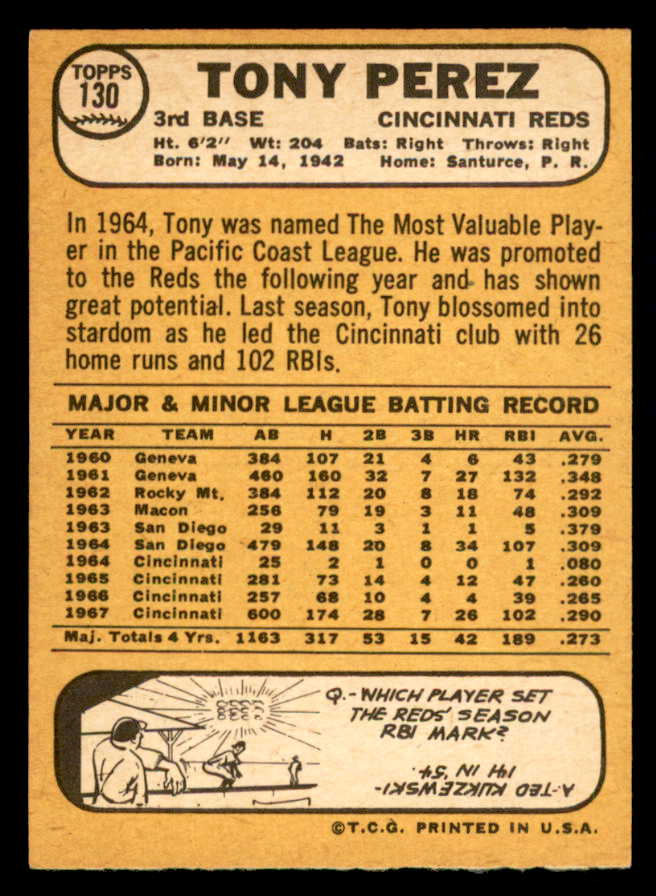 TOPPS
130
TONY PEREZ
3rd BASE CINCINNATI REDS
Ht. 6'2" Wt: 204 Bats: Right Throws: Right
Born: May 14, 1942 Home: Santurce, P. R.
In 1964, Tony was named The Most Valuable Play-
er in the Pacific Coast League. He was promoted
to the Reds the following year and has shown
great potential. Last season, Tony blossomed into
stardom as he led the Cincinnati club with 26
home runs and 102 RBIs.
MAJOR & MINOR LEAGUE BATTING RECORD
YEAR TEAM AB H 2B 3B HR RBI AVG.
1960 Geneva 384 107 21 4 6 43 .279
1961 Geneva 460 160 32 7 27 132 .348
1962 Rocky Mt. 384 112 20 8 18 74 .292
1963 Macon 256 79 19 3 11 48 .309
1963 San Diego 29 11 3 1 1 5 .379
1964 San Diego 479 148 20 8 34 107 .309
1964 Cincinnati 25 2 1 0 0 1 .080
1965 Cincinnati 281 73 14 4 12 47 .260
1966 Cincinnati 257 68 10 4 4 39 .265
1967 Cincinnati 600 174 28 7 26 102 .290
Maj. Totals 4 Yrs. 1163 317 53 15 42 189 .273
Q.-WHICH PLAYER SET
THE REDS' SEASON
RBI MARK?
A-TED KLUZEWSKI-
141 IN 54.
©T.C.G. PRINTED IN U.S.A.